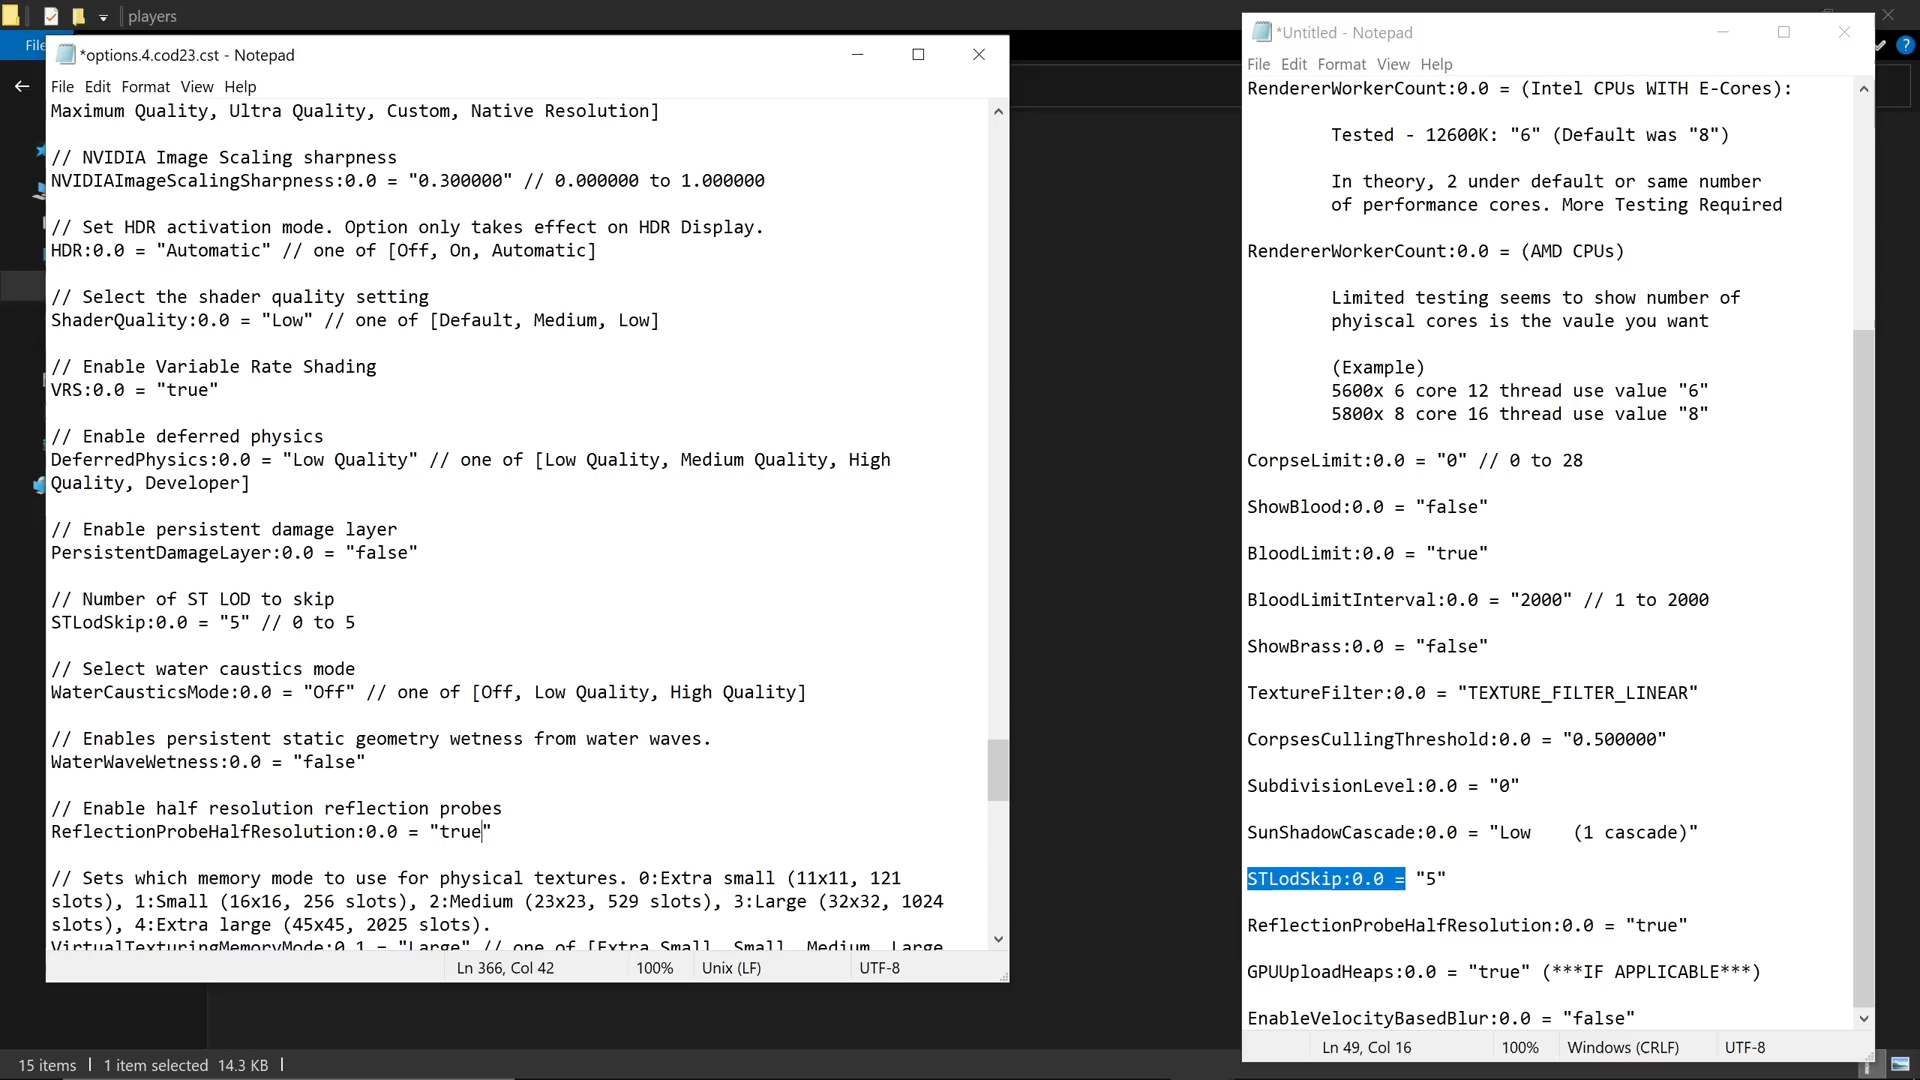 players
File
*options.4.cod23.cst - Notepad
File Edit Format View Help
Maximum Quality, Ultra Quality, Custom, Native Resolution]
// NVIDIA Image Scaling sharpness
NVIDIAImageScalingSharpness:0.0 = "0.300000" // 0.000000 to 1.000000
// Set HDR activation mode. Option only takes effect on HDR Display.
HDR:0.0 = "Automatic" // one of [Off, On, Automatic]
// Select the shader quality setting
ShaderQuality:0.0 = "Low" // one of [Default, Medium, Low]
// Enable Variable Rate Shading
VRS:0.0 = "true"
// Enable deferred physics
DeferredPhysics:0.0 = "Low Quality" // one of [Low Quality, Medium Quality, High
Quality, Developer]
// Enable persistent damage layer
PersistentDamageLayer:0.0 = "false"
// Number of ST LOD to skip
STLodSkip:0.0 = "5" // 0 to 5
// Select water caustics mode
WaterCausticsMode:0.0 = "Off" // one of [Off, Low Quality, High Quality]
// Enables persistent static geometry wetness from water waves.
WaterWaveWetness:0.0 = "false"
// Enable half resolution reflection probes
ReflectionProbeHalfResolution:0.0 = "true"
// Sets which memory mode to use for physical textures. 0:Extra small (11x11, 121
slots), 1:Small (16x16, 256 slots), 2:Medium (23x23, 529 slots), 3:Large (32x32, 1024
slots), 4:Extra large (45x45, 2025 slots).
VirtualTexturingMemoryMode:0.1 = "Large" // one of [Extra Small, Small, Medium, Large
Ln 366, Col 42 100% Unix (LF) UTF-8
*Untitled - Notepad
File Edit Format View Help
RendererWorkerCount:0.0 = (Intel CPUs WITH E-Cores):
Tested - 12600K: "6" (Default was "8")
In theory, 2 under default or same number
of performance cores. More Testing Required
RendererWorkerCount:0.0 = (AMD CPUs)
Limited testing seems to show number of
phyiscal cores is the vaule you want
(Example)
5600x 6 core 12 thread use value "6"
5800x 8 core 16 thread use value "8"
CorpseLimit:0.0 = "0" // 0 to 28
ShowBlood:0.0 = "false"
BloodLimit:0.0 = "true"
BloodLimitInterval:0.0 = "2000" // 1 to 2000
ShowBrass:0.0 = "false"
TextureFilter:0.0 = "TEXTURE_FILTER_LINEAR"
CorpsesCullingThreshold:0.0 = "0.500000"
SubdivisionLevel:0.0 = "0"
SunShadowCascade:0.0 = "Low    (1 cascade)"
STLodSkip:0.0 = "5"
ReflectionProbeHalfResolution:0.0 = "true"
GPUUploadHeaps:0.0 = "true" (***IF APPLICABLE***)
EnableVelocityBasedBlur:0.0 = "false"
Ln 49, Col 16 100% Windows (CRLF) UTF-8
15 items 1 item selected 14.3 KB